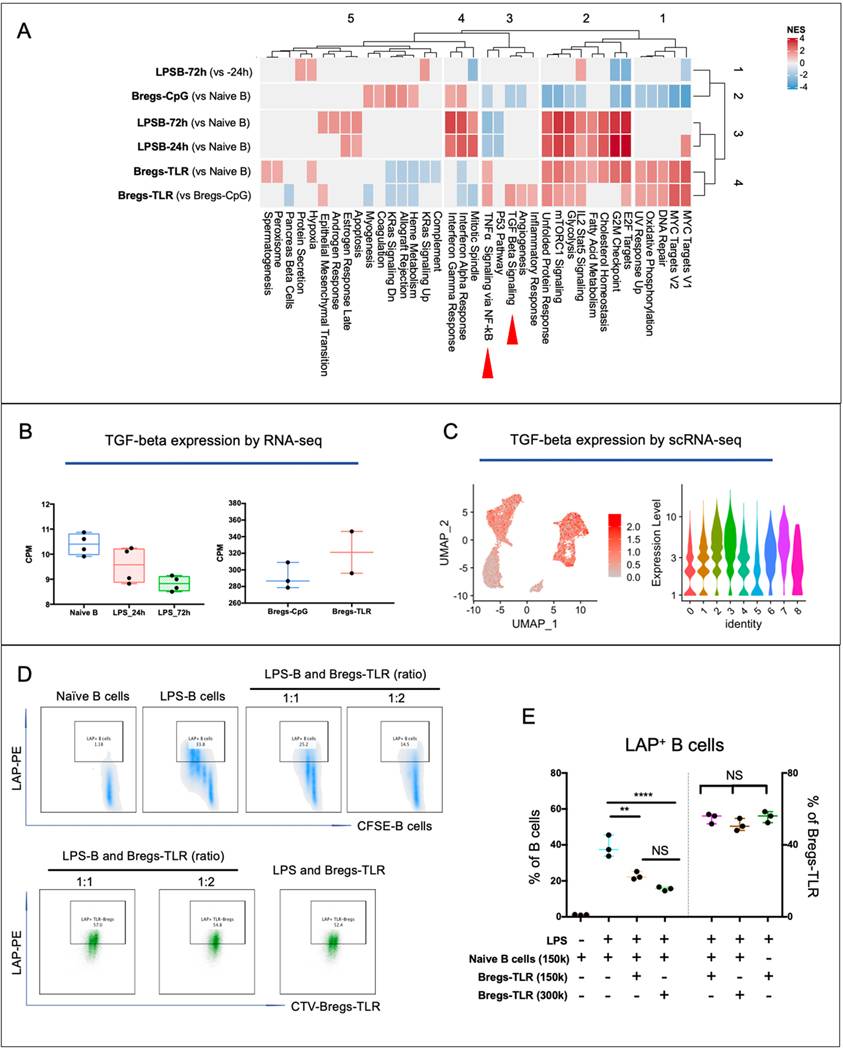 A
5 4 3 2 1
NES
4
2
0
-2
-4
LPSB-72h (vs -24h)
1
Bregs-CpG (vs Naive B)
2
LPSB-72h (vs Naive B)
3
LPSB-24h (vs Naive B)
Bregs-TLR (vs Naive B)
4
Bregs-TLR (vs Bregs-CpG)
Spermatogenesis
Peroxisome
Pancreas Beta Cells
Protein Secretion
Hypoxia
Epithelial Mesenchymal Transition
Androgen Response
Estrogen Response Late
Apoptosis
Myogenesis
Coagulation
KRas Signaling Dn
Allograft Rejection
Heme Metabolism
KRas Signaling Up
Complement
Interferon Gamma Response
Interferon Alpha Response
Mitotic Spindle
TNFα Signaling via NF-kB
P53 Pathway
TGF Beta Signaling
Angiogenesis
Inflammatory Response
Unfolded Protein Response
mTORC1 Signaling
Glycolysis
IL2 Stat5 Signaling
Fatty Acid Metabolism
Cholesterol Homeostasis
G2M Checkpoint
E2F Targets
UV Response Up
Oxidative Phosphorylation
DNA Repair
MYC Targets V2
MYC Targets V1
B
TGF-beta expression by RNA-seq
CPM
12
11
10
9
8
Naive B LPS_24h LPS_72h
CPM
380
360
340
320
300
280
260
Bregs-CpG Bregs-TLR
C
TGF-beta expression by scRNA-seq
UMAP_2
5
0
-5
-10
-10 -5 0 5 10
UMAP_1
2.0
1.5
1.0
0.5
0.0
Expression Level
10
3
1
0 1 2 3 4 5 6 7 8
identity
D
LPS-B and Bregs-TLR (ratio)
Naïve B cells LPS-B cells 1:1 1:2
LAP-PE
LAP+ B cells
1.18
LAP+ B cells
33.8
LAP+ B cells
25.2
LAP+ B cells
14.5
CFSE-B cells
LPS-B and Bregs-TLR (ratio) LPS and Bregs-TLR
1:1 1:2
LAP-PE
LAP+ TLR-Bregs
57.0
LAP+ TLR-Bregs
54.8
LAP+ TLR-Bregs
52.4
CTV-Bregs-TLR
E
LAP+ B cells
% of B cells
80
60
40
20
0
****
**
NS
NS
80
40
0
% of Bregs-TLR
LPS - + + + + + +
Naive B cells (150k) + + + + + + -
Bregs-TLR (150k) - - + - + - +
Bregs-TLR (300k) - - - + - + -